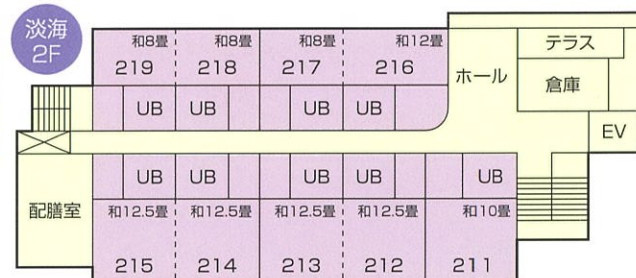 淡海
2F
和8畳
和8畳
和8畳
和12畳
219
218
217
216
ホール
テラス
倉庫
EV
UB
UB
UB
UB
UB
UB
UB
UB
UB
配膳室
和12.5畳
和12.5畳
和12.5畳
和12.5畳
和10畳
215
214
213
212
211